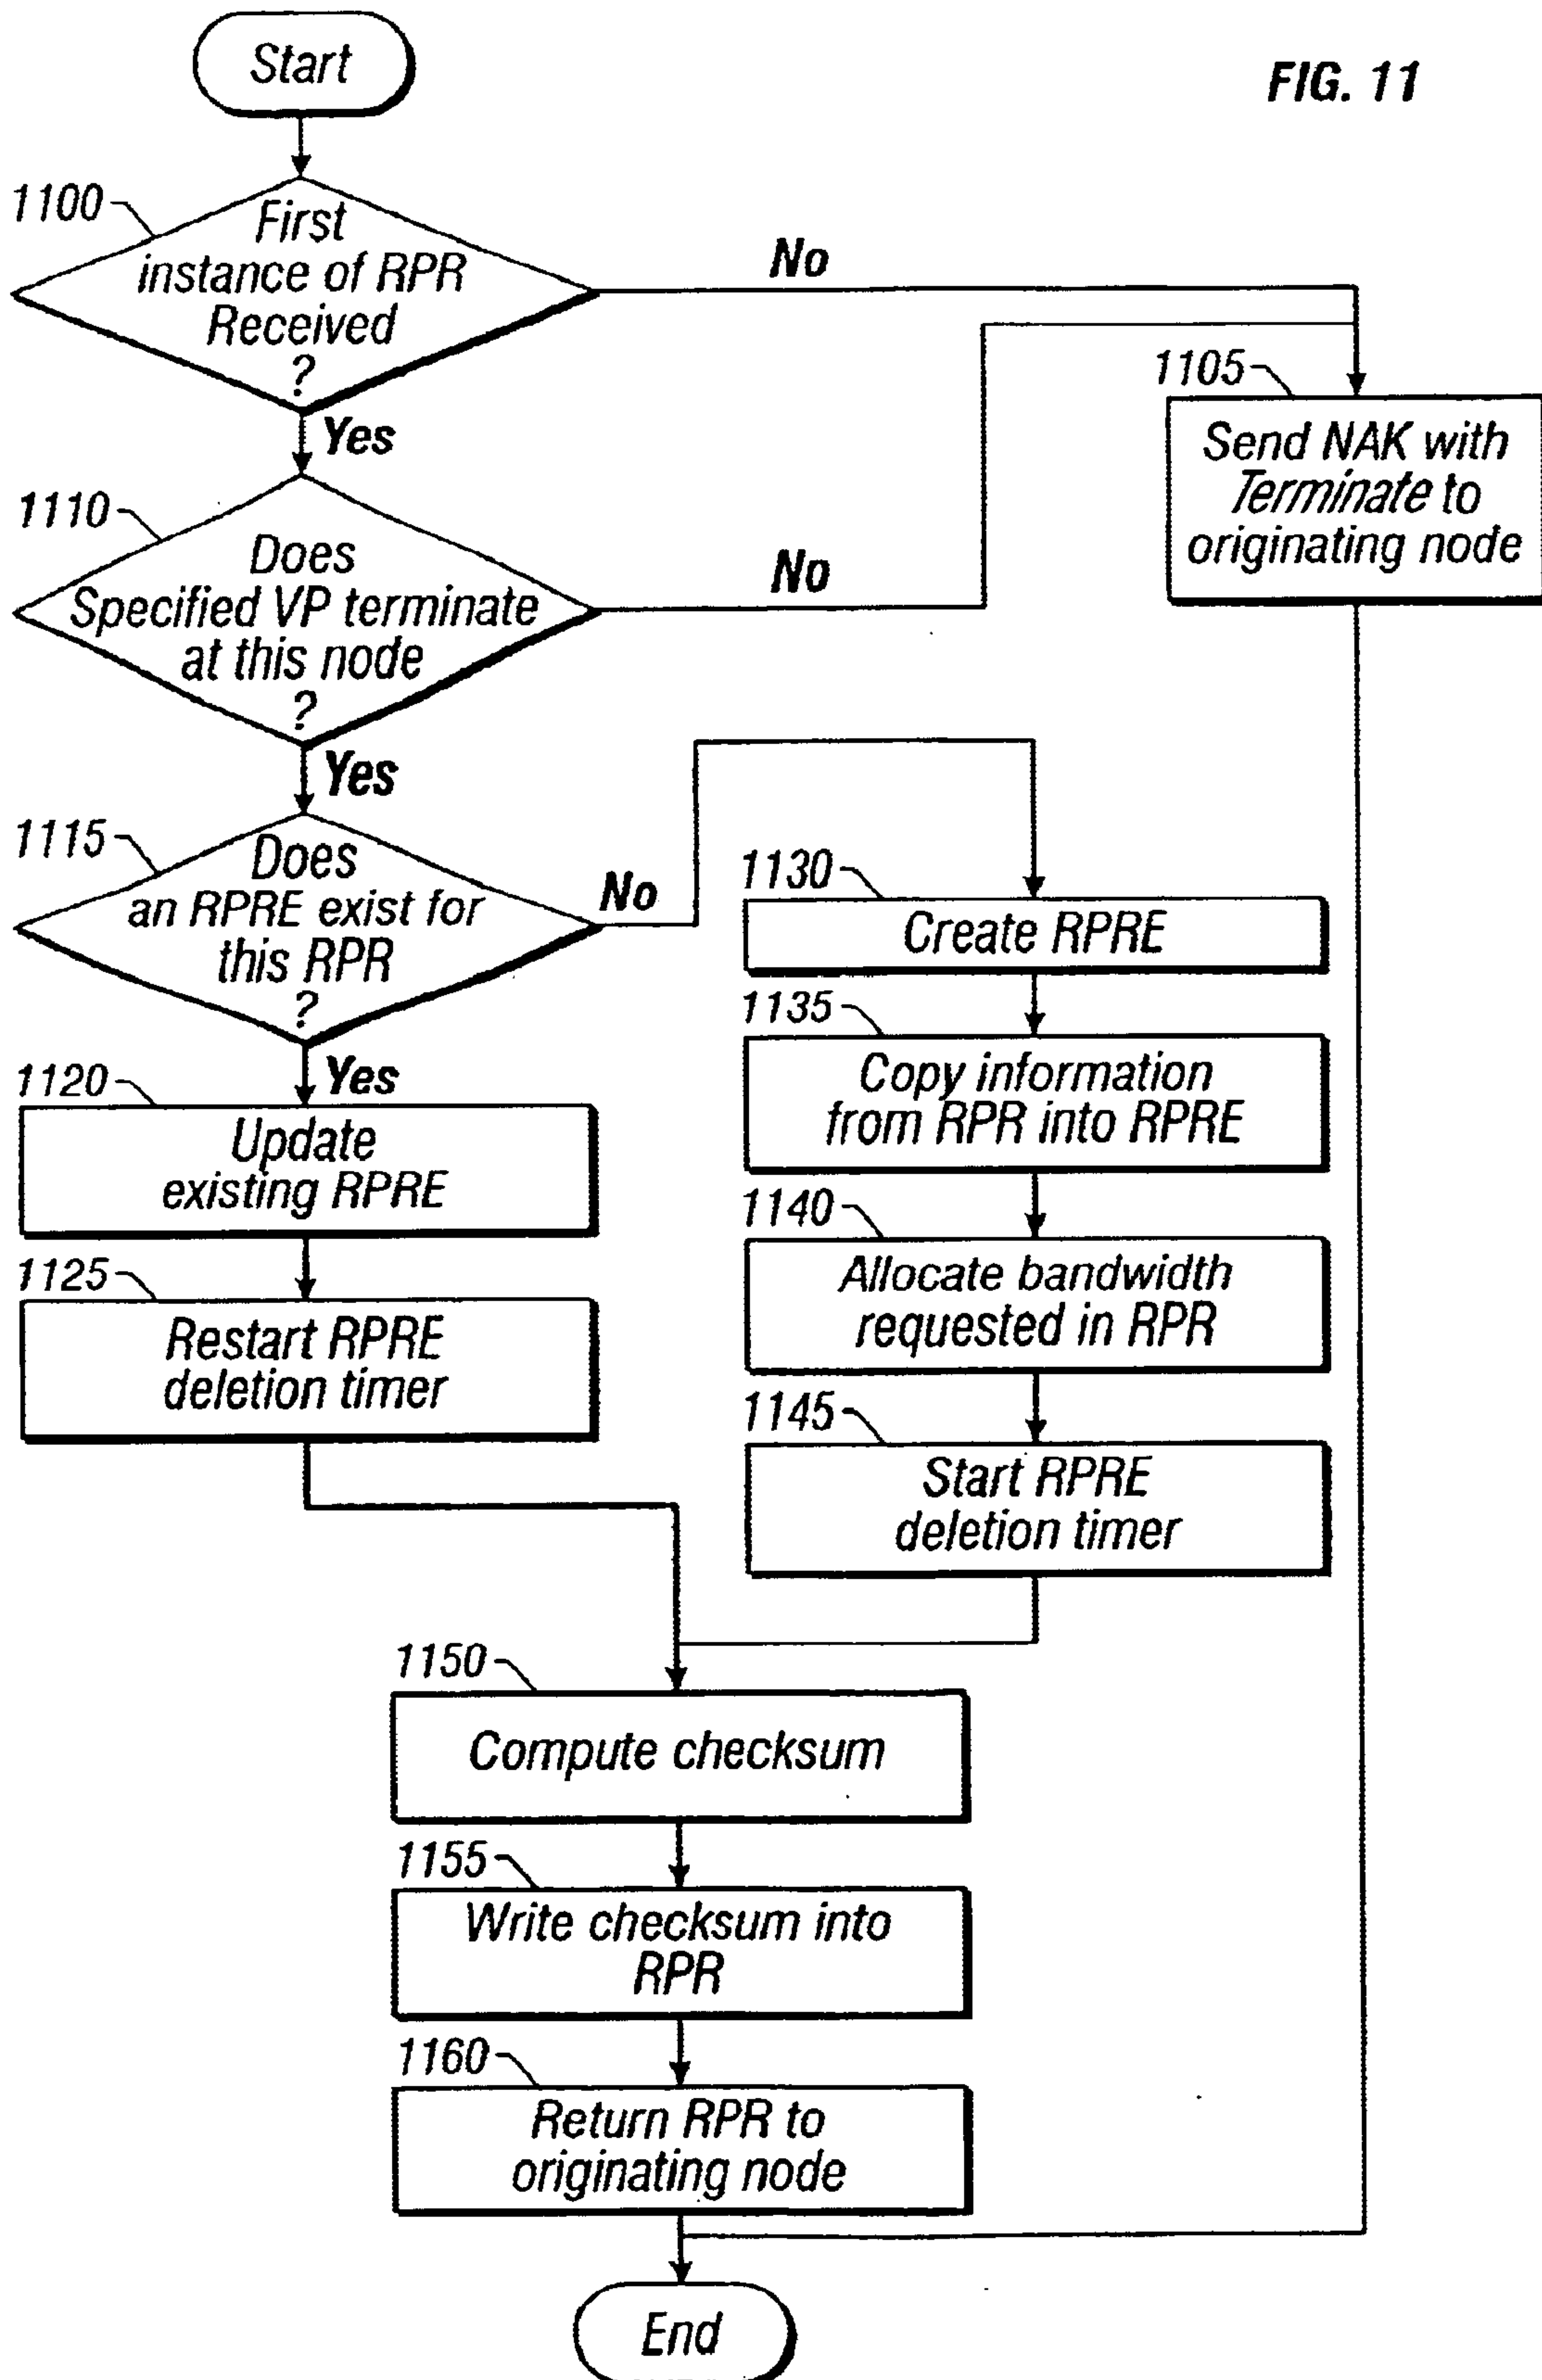 Start
FIG. 11
1100
First
instance of RPR
Received
?
No
Yes
1105
Send NAK with
Terminate to
originating node
1110
Does
Specified VP terminate
at this node
?
No
Yes
1115
Does
an RPRE exist for
this RPR
?
No
Yes
1120
Update
existing RPRE
1125
Restart RPRE
deletion timer
1130
Create RPRE
1135
Copy information
from RPR into RPRE
1140
Allocate bandwidth
requested in RPR
1145
Start RPRE
deletion timer
1150
Compute checksum
1155
Write checksum into
RPR
1160
Return RPR to
originating node
End